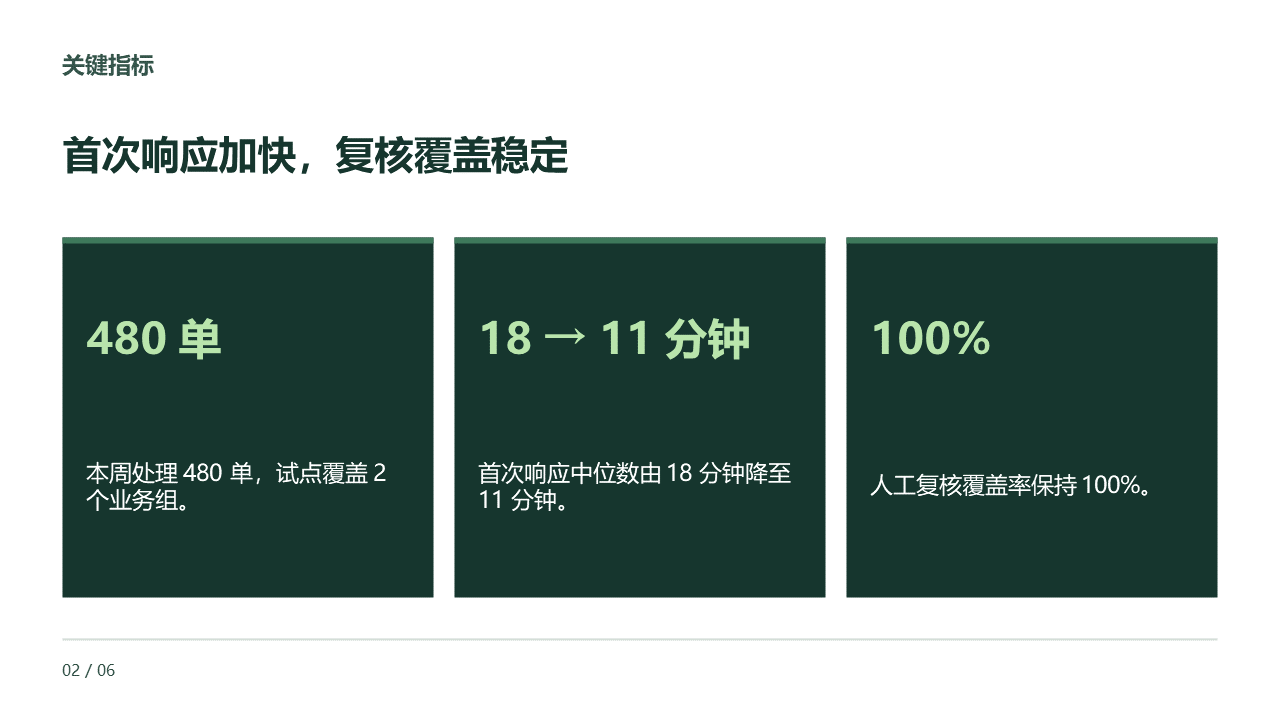 关键指标
首次响应加快，复核覆盖稳定
480 单
本周处理 480 单，试点覆盖 2
个业务组。
18 → 11 分钟
首次响应中位数由 18 分钟降至
11 分钟。
100%
人工复核覆盖率保持 100%。
02 / 06